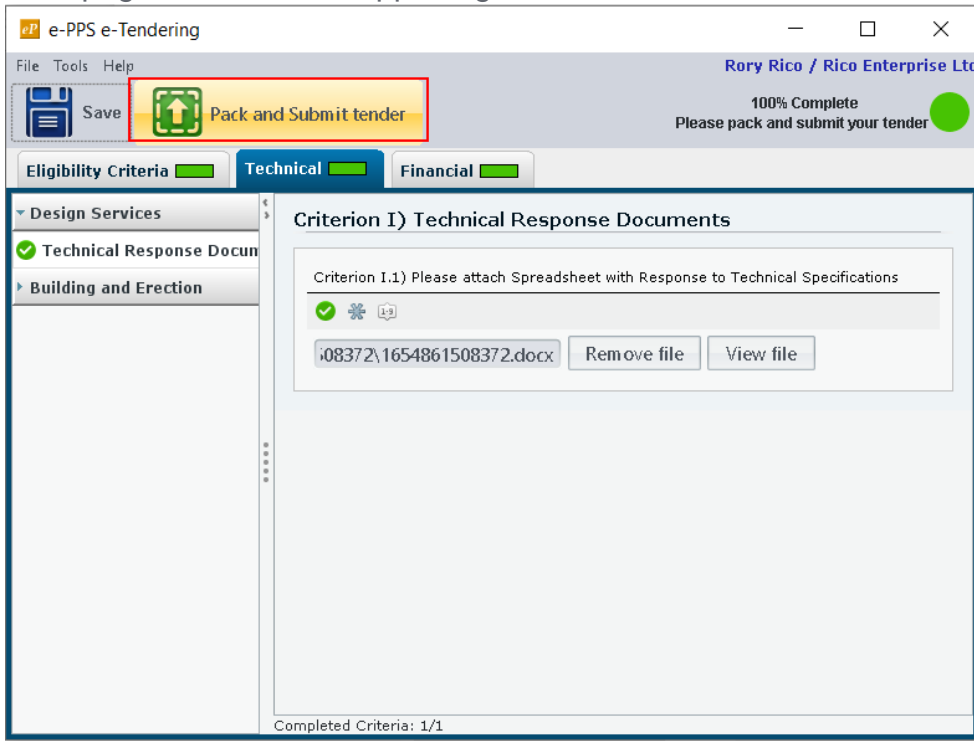 eP e-PPS e-Tendering
File Tools Help
Rory Rico / Rico Enterprise Ltd
Save
Pack and Submit tender
100% Complete
Please pack and submit your tender
Eligibility Criteria
Technical
Financial
Design Services
Technical Response Docum
Building and Erection
Criterion I) Technical Response Documents
Criterion I.1) Please attach Spreadsheet with Response to Technical Specifications
1-9
08372\1654861508372.docx
Remove file
View file
Completed Criteria: 1/1